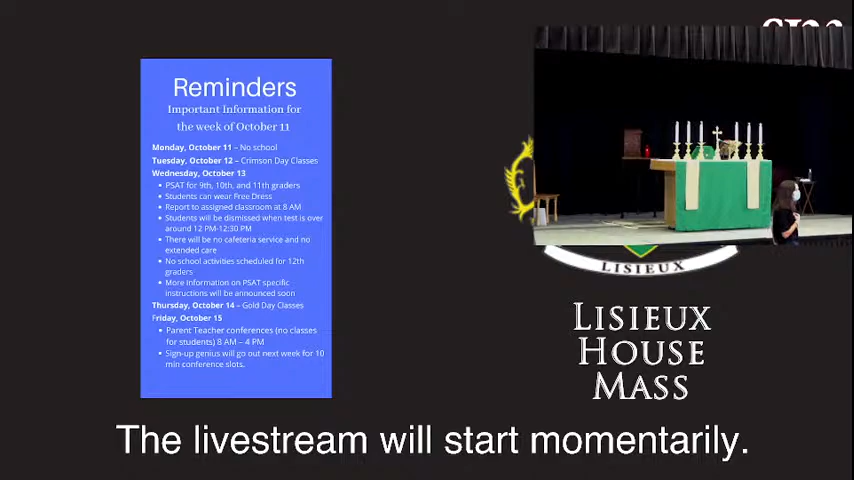 Reminders
Important Information for
the week of October 11
Monday, October 11 – No school
Tuesday, October 12 – Crimson Day Classes
Wednesday, October 13
• PSAT for 9th, 10th, and 11th graders
• Students can wear Free Dress
• Report to assigned classroom at 8 AM
• Students will be dismissed when test is over
around 12 PM-12:30 PM
• There will be no cafeteria service and no
extended care
• No school activities scheduled for 12th
graders
• More Information on PSAT specific
instructions will be announced soon
Thursday, October 14 – Gold Day Classes
Friday, October 15
• Parent Teacher conferences (no classes
for students) 8 AM – 4 PM
• Sign-up genius will go out next week for 10
min conference slots.
LISIEUX
LISIEUX
HOUSE
MASS
The livestream will start momentarily.